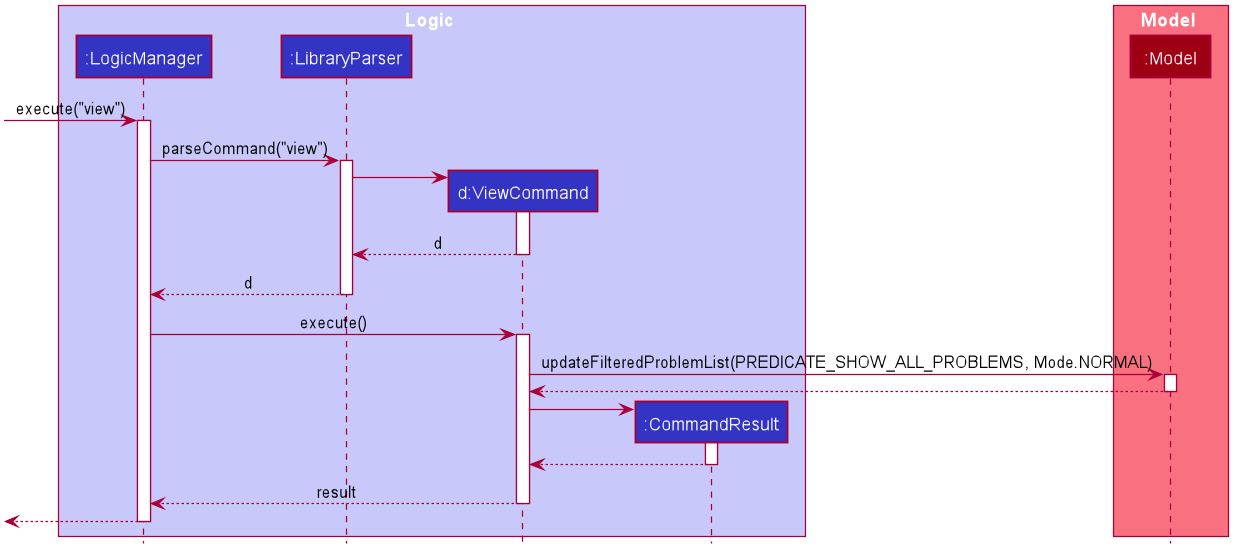 Logic
Model
:LogicManager
:LibraryParser
:Model
execute("view")
parseCommand("view")
d:ViewCommand
d
d
execute()
updateFilteredProblemList(PREDICATE_SHOW_ALL_PROBLEMS, Mode.NORMAL)
:CommandResult
result